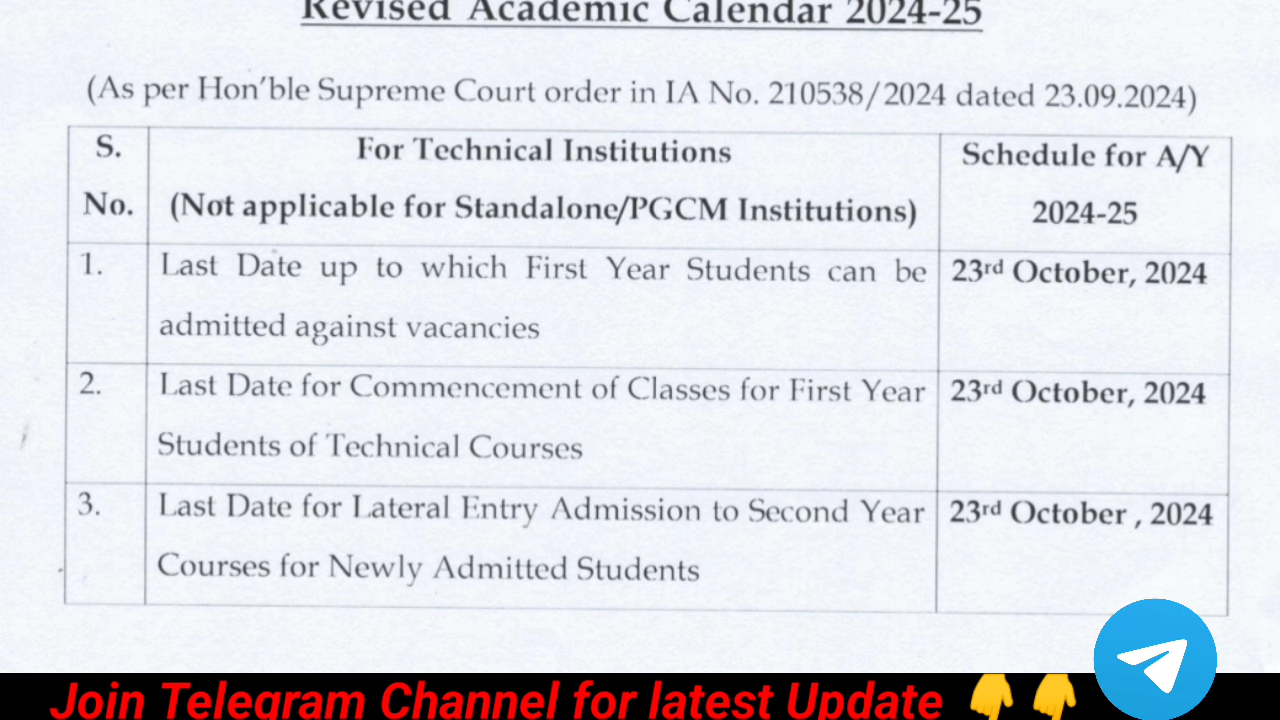 Revised Academic Calendar 2024-25
(As per Hon'ble Supreme Court order in IA No. 210538/2024 dated 23.09.2024)
S. No.
For Technical Institutions
(Not applicable for Standalone/PGCM Institutions)
Schedule for A/Y
2024-25
1.
Last Date up to which First Year Students can be
admitted against vacancies
23rd October, 2024
2.
Last Date for Commencement of Classes for First Year
Students of Technical Courses
23rd October, 2024
3.
Last Date for Lateral Entry Admission to Second Year
Courses for Newly Admitted Students
23rd October , 2024
Join Telegram Channel for latest Update 👇👇